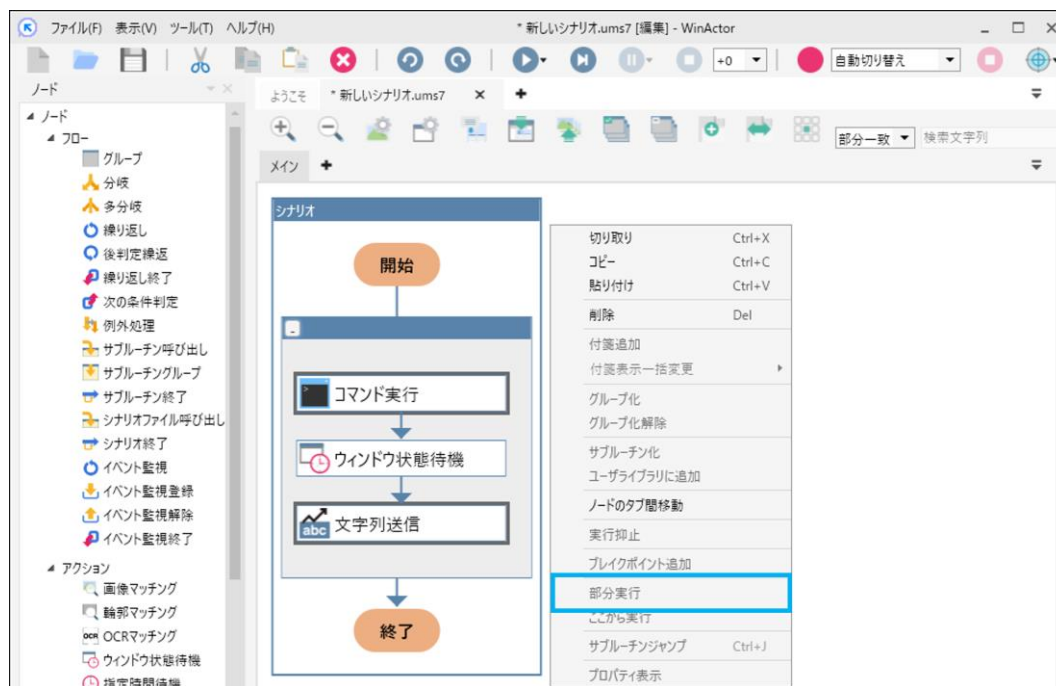 ファイル(F) 表示(V) ツール(T) ヘルプ(H)
* 新しいシナリオ.ums7 [編集] - WinActor
+0
自動切り替え
ノード
ようこそ
* 新しいシナリオ.ums7
部分一致
検索文字列
メイン
ノード
フロー
グループ
分岐
多分岐
繰り返し
後判定繰返
繰り返し終了
次の条件判定
例外処理
サブルーチン呼び出し
サブルーチングループ
サブルーチン終了
シナリオファイル呼び出し
シナリオ終了
イベント監視
イベント監視登録
イベント監視解除
イベント監視終了
アクション
画像マッチング
輪郭マッチング
OCR OCRマッチング
ウィンドウ状態待機
指定時間待機
シナリオ
開始
コマンド実行
ウィンドウ状態待機
abc 文字列送信
終了
切り取り Ctrl+X
コピー Ctrl+C
貼り付け Ctrl+V
削除 Del
付箋追加
付箋表示一括変更
グループ化
グループ化解除
サブルーチン化
ユーザライブラリに追加
ノードのタブ間移動
実行抑止
ブレイクポイント追加
部分実行
ここから実行
サブルーチンジャンプ Ctrl+J
プロパティ表示